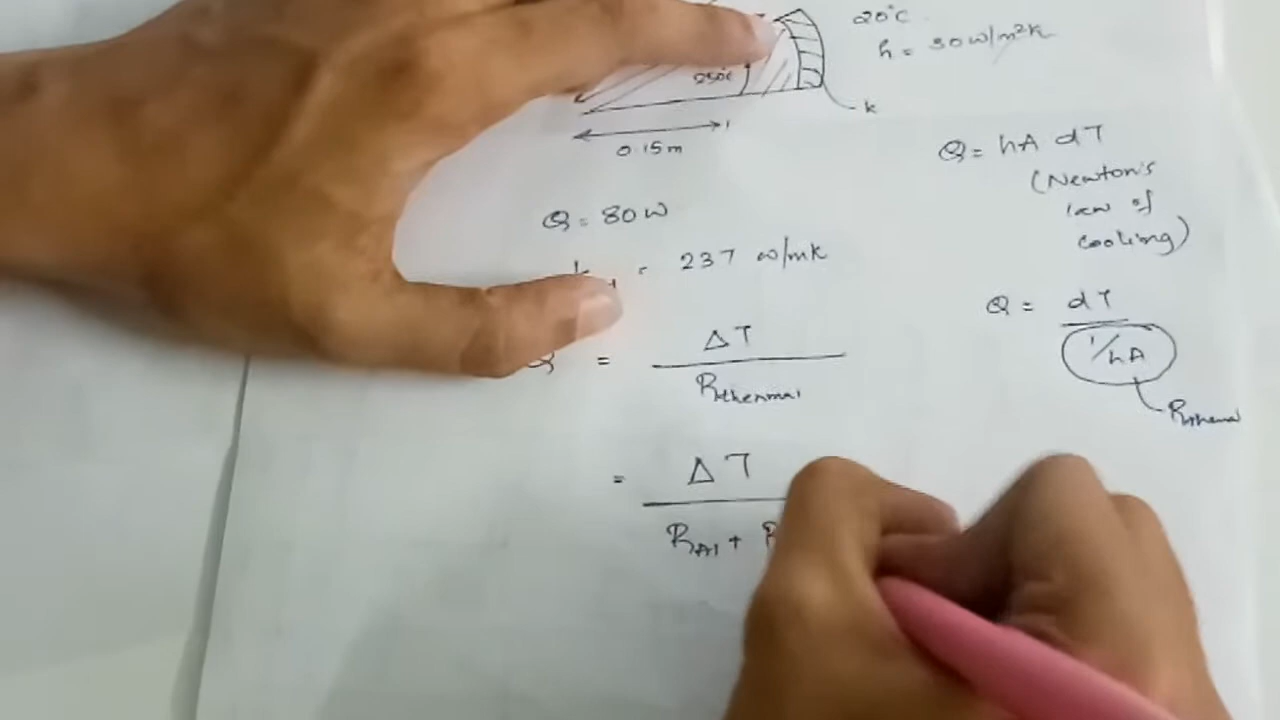 20°C
h = 30 w/m²k
250°C
k
0.15m
Q = hA dT
(Newton's
law of
cooling)
Q = 80 W
= 237 w/mk
Q = dT
1/hA
Rthermal
Q = ΔT
Rthermal
= ΔT
RAl + R